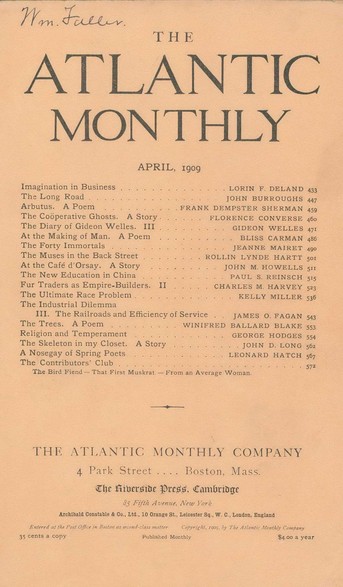 Wm. Faller.
THE
ATLANTIC
MONTHLY
APRIL, 1909
Imagination in Business . . . LORIN F. DELAND 433
The Long Road . . . JOHN BURROUGHS 447
Arbutus. A Poem . . . FRANK DEMPSTER SHERMAN 459
The Coöperative Ghosts. A Story . . . FLORENCE CONVERSE 460
The Diary of Gideon Welles. III . . . GIDEON WELLES 471
At the Making of Man. A Poem . . . BLISS CARMAN 486
The Forty Immortals . . . JEANNE MAIRET 490
The Muses in the Back Street . . . ROLLIN LYNDE HARTT 502
At the Café d'Orsay. A Story . . . JOHN M. HOWELLS 511
The New Education in China . . . PAUL S. REINSCH 515
Fur Traders as Empire-Builders. II . . . CHARLES M. HARVEY 523
The Ultimate Race Problem . . . KELLY MILLER 536
The Industrial Dilemma
III. The Railroads and Efficiency of Service . . . JAMES O. FAGAN 543
The Trees. A Poem . . . WINIFRED BALLARD BLAKE 553
Religion and Temperament . . . GEORGE HODGES 554
The Skeleton in my Closet. A Story . . . JOHN D. LONG 562
A Nosegay of Spring Poets . . . LEONARD HATCH 567
The Contributors' Club . . . 572
The Bird Fiend — That First Muskrat — From an Average Woman
THE ATLANTIC MONTHLY COMPANY
4 Park Street .... Boston, Mass.
The Riverside Press, Cambridge
85 Fifth Avenue, New York
Archibald Constable & Co., Ltd., 10 Orange St., Leicester Sq., W. C., London, England
Entered at the Post Office in Boston as second-class matter Copyright, 1909, by The Atlantic Monthly Company
35 cents a copy Published Monthly $4.00 a year